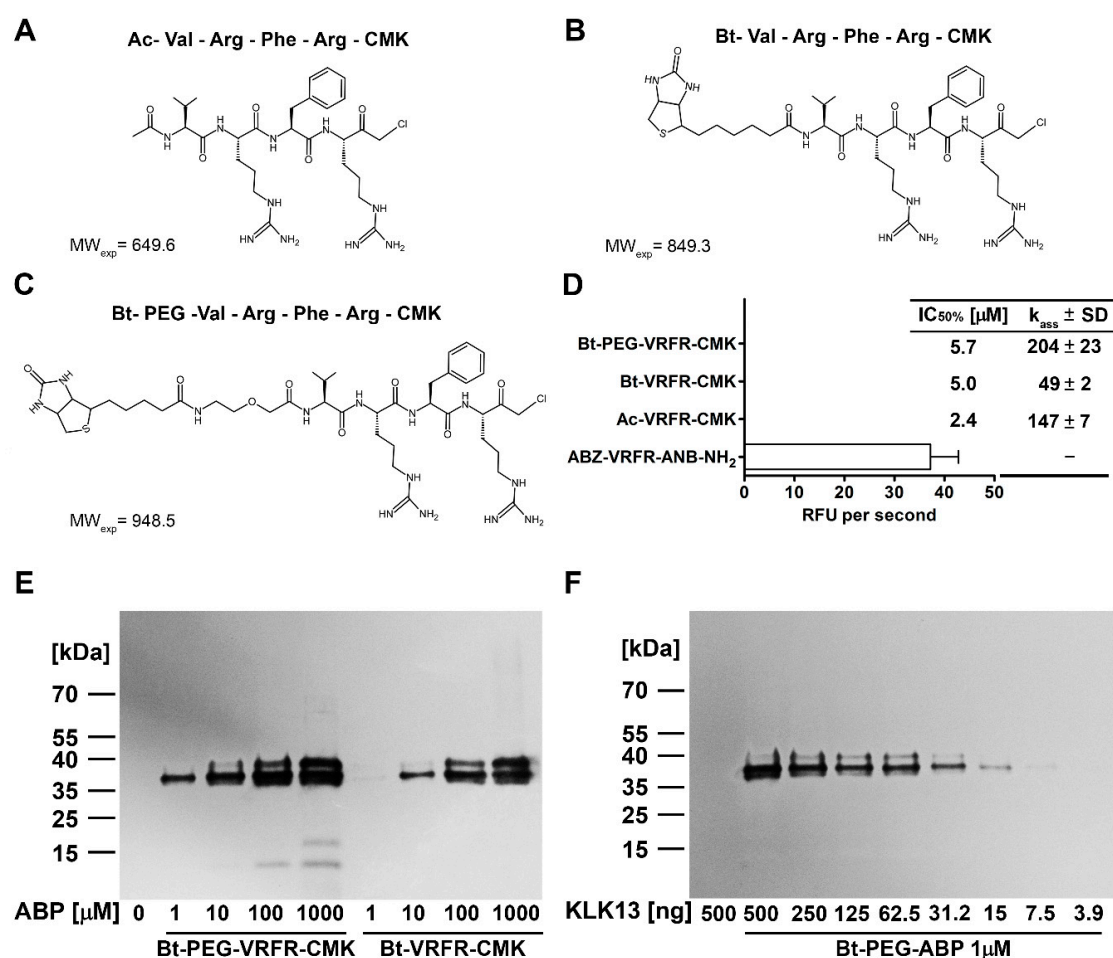 A
Ac- Val - Arg - Phe - Arg - CMK
MWexp= 649.6
B
Bt- Val - Arg - Phe - Arg - CMK
MWexp= 849.3
C
Bt- PEG -Val - Arg - Phe - Arg - CMK
MWexp= 948.5
D
IC50% [μM] kass ± SD
Bt-PEG-VRFR-CMK 5.7 204 ± 23
Bt-VRFR-CMK 5.0 49 ± 2
Ac-VRFR-CMK 2.4 147 ± 7
ABZ-VRFR-ANB-NH2 –
0 10 20 30 40 50
RFU per second
E
[kDa]
70
55
40
35
25
15
ABP [μM] 0 1 10 100 1000 1 10 100 1000
Bt-PEG-VRFR-CMK Bt-VRFR-CMK
F
[kDa]
70
55
40
35
25
15
KLK13 [ng] 500 500 250 125 62.5 31.2 15 7.5 3.9
Bt-PEG-ABP 1μM